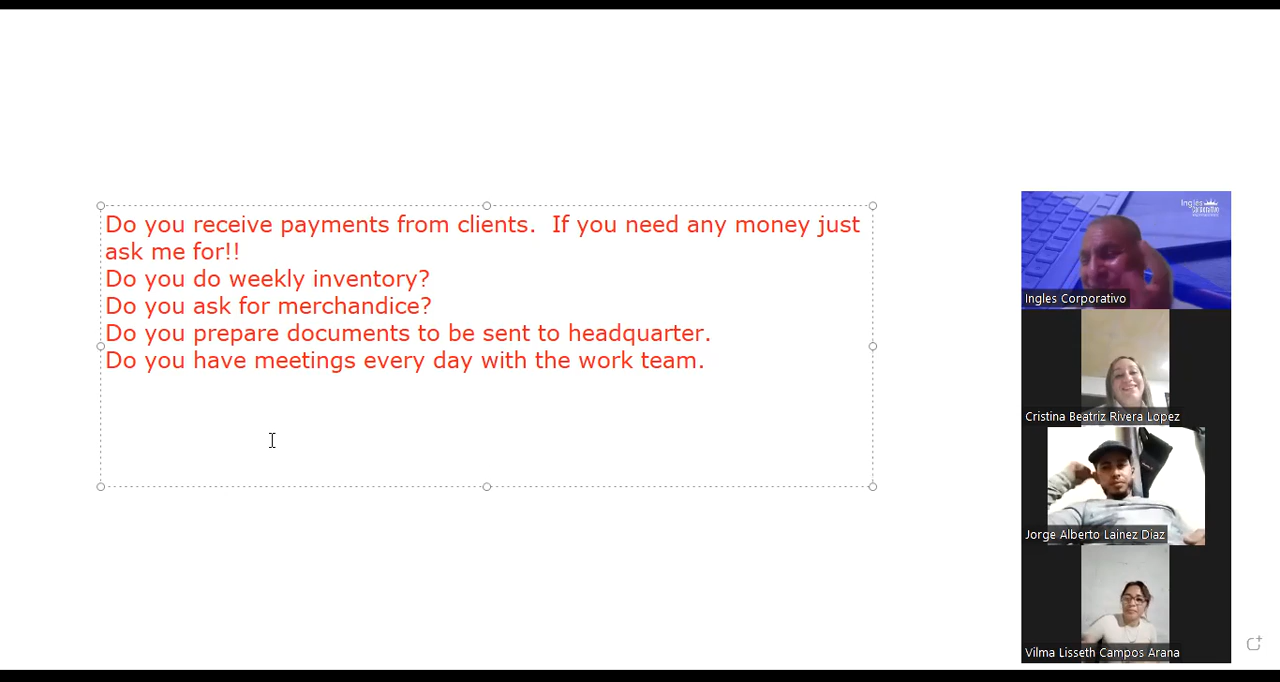 Do you receive payments from clients.  If you need any money just
ask me for!!
Do you do weekly inventory?
Do you ask for merchandice?
Do you prepare documents to be sent to headquarter.
Do you have meetings every day with the work team.
Ingles
Corporativo
Ingles Corporativo
Cristina Beatriz Rivera Lopez
Jorge Alberto Lainez Diaz
Vilma Lisseth Campos Arana